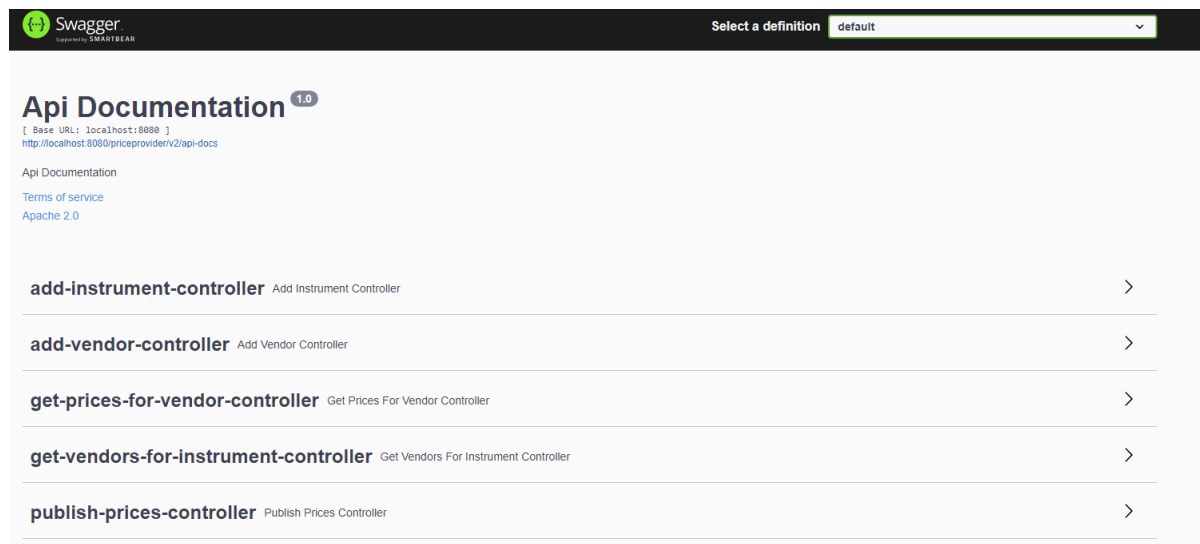 {···} Swagger.
Supported by SMARTBEAR
Select a definition default
Api Documentation 1.0
[ Base URL: localhost:8080 ]
http://localhost:8080/priceprovider/v2/api-docs
Api Documentation
Terms of service
Apache 2.0
add-instrument-controller Add Instrument Controller
add-vendor-controller Add Vendor Controller
get-prices-for-vendor-controller Get Prices For Vendor Controller
get-vendors-for-instrument-controller Get Vendors For Instrument Controller
publish-prices-controller Publish Prices Controller